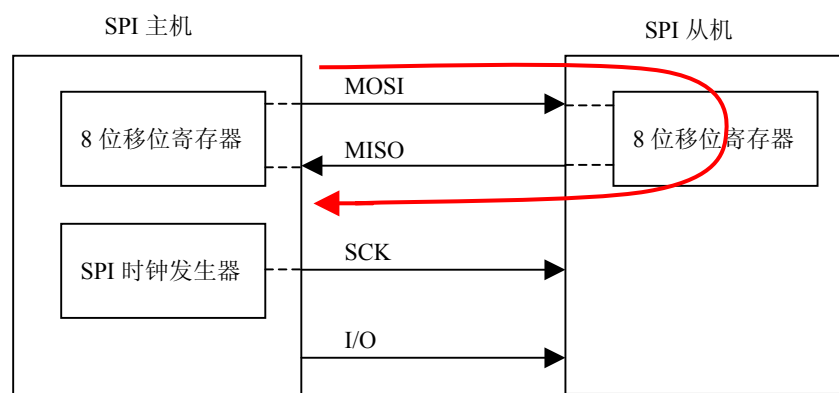 SPI 主机
SPI 从机
MOSI
8 位移位寄存器
8 位移位寄存器
MISO
SCK
SPI 时钟发生器
I/O